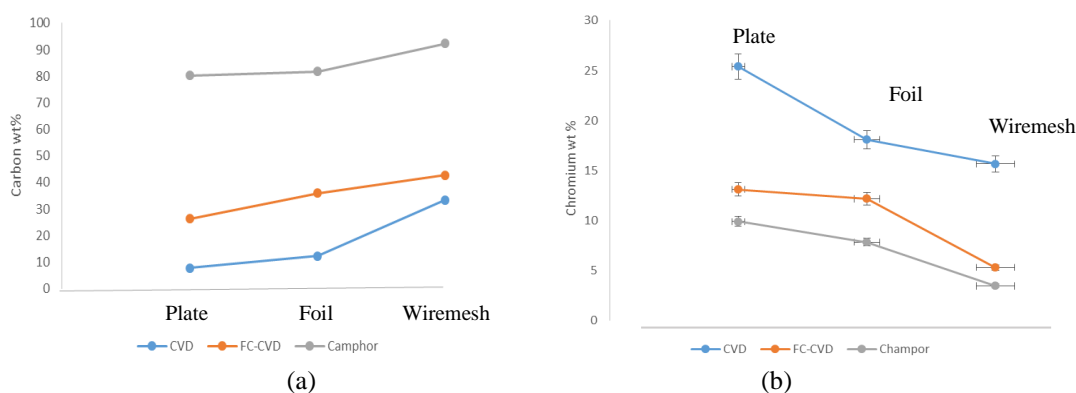 100
90
80
70
60
50
40
30
20
10
0
Carbon wt%
Plate Foil Wiremesh
CVD FC-CVD Camphor
(a)
30
25
20
15
10
5
0
Chromium wt %
Plate
Foil
Wiremesh
CVD FC-CVD Champor
(b)